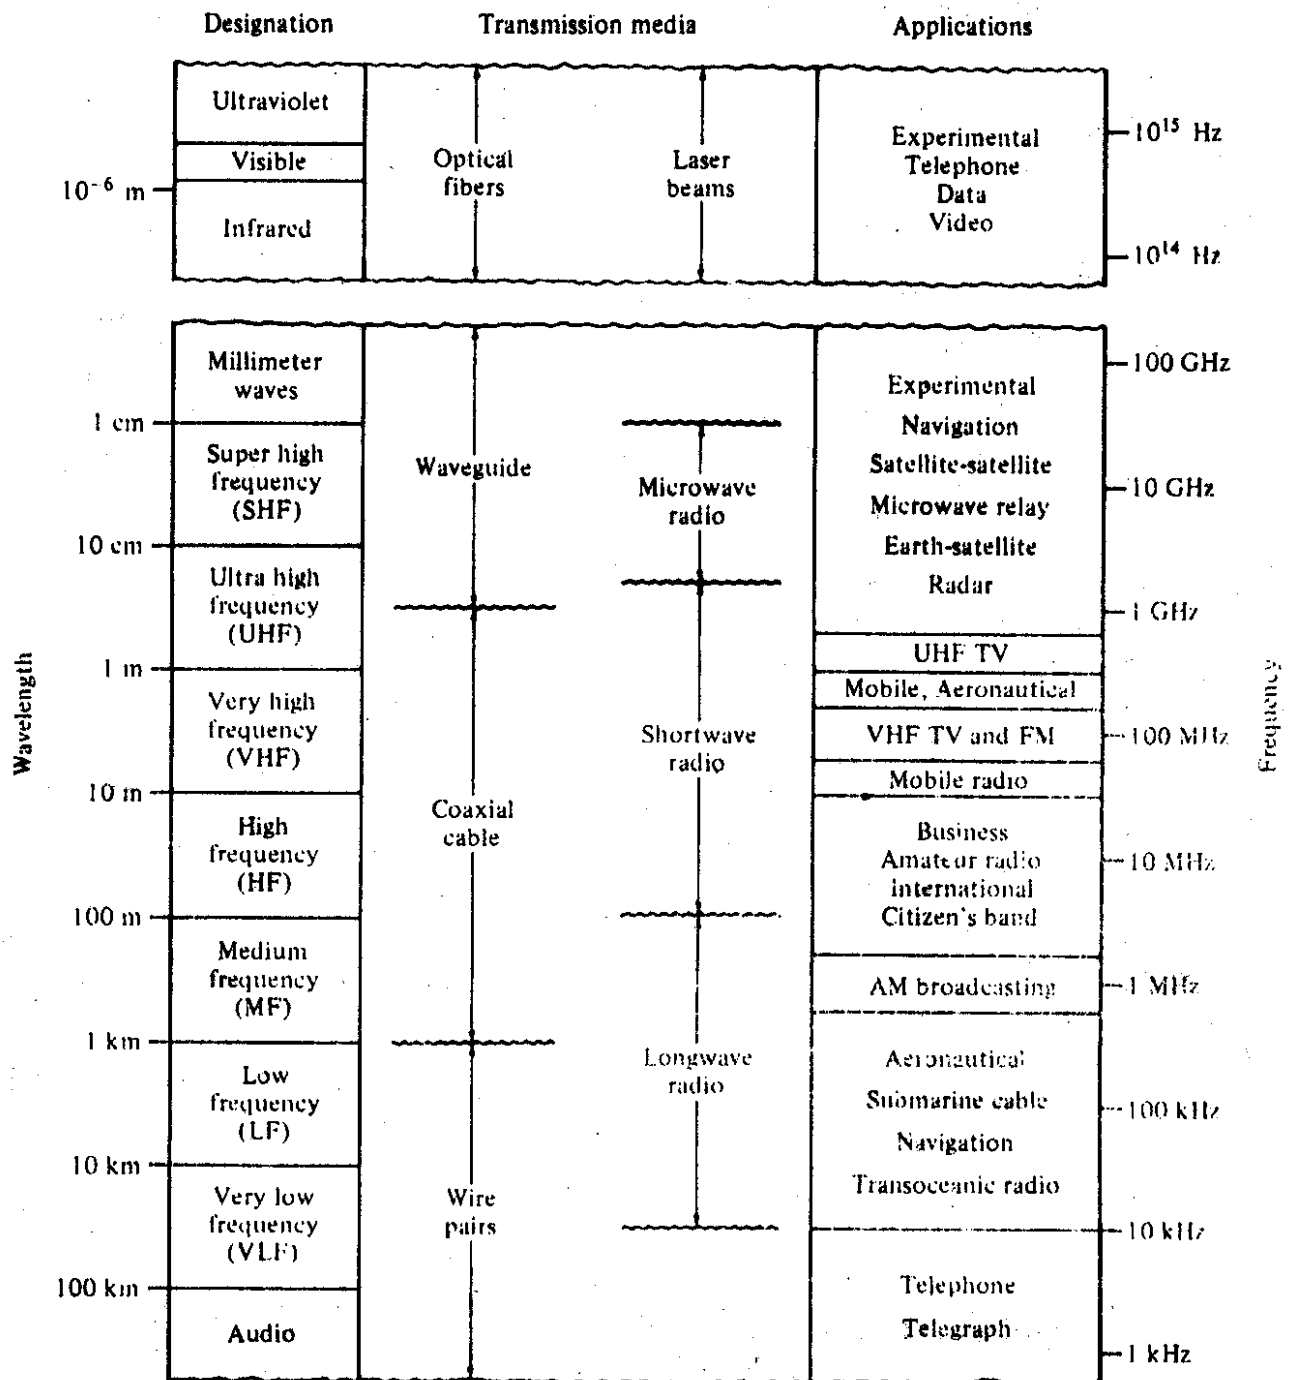 Designation
Transmission media
Applications
Ultraviolet
Visible
Infrared
10⁻⁶ m
Optical
fibers
Laser
beams
Experimental
Telephone
Data
Video
10¹⁵ Hz
10¹⁴ Hz
Wavelength
1 cm
10 cm
1 m
10 m
100 m
1 km
10 km
100 km
Millimeter
waves
Super high
frequency
(SHF)
Ultra high
frequency
(UHF)
Very high
frequency
(VHF)
High
frequency
(HF)
Medium
frequency
(MF)
Low
frequency
(LF)
Very low
frequency
(VLF)
Audio
Waveguide
Coaxial
cable
Wire
pairs
Microwave
radio
Shortwave
radio
Longwave
radio
Experimental
Navigation
Satellite-satellite
Microwave relay
Earth-satellite
Radar
UHF TV
Mobile, Aeronautical
VHF TV and FM
Mobile radio
Business
Amateur radio
international
Citizen's band
AM broadcasting
Aeronautical
Submarine cable
Navigation
Transoceanic radio
Telephone
Telegraph
100 GHz
10 GHz
1 GHz
100 MHz
10 MHz
1 MHz
100 kHz
10 kHz
1 kHz
Frequency